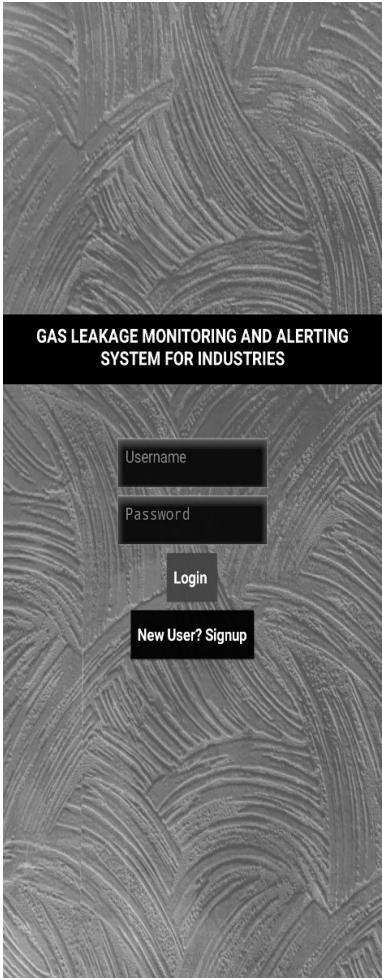 GAS LEAKAGE MONITORING AND ALERTING
SYSTEM FOR INDUSTRIES
Username
Password
Login
New User? Signup